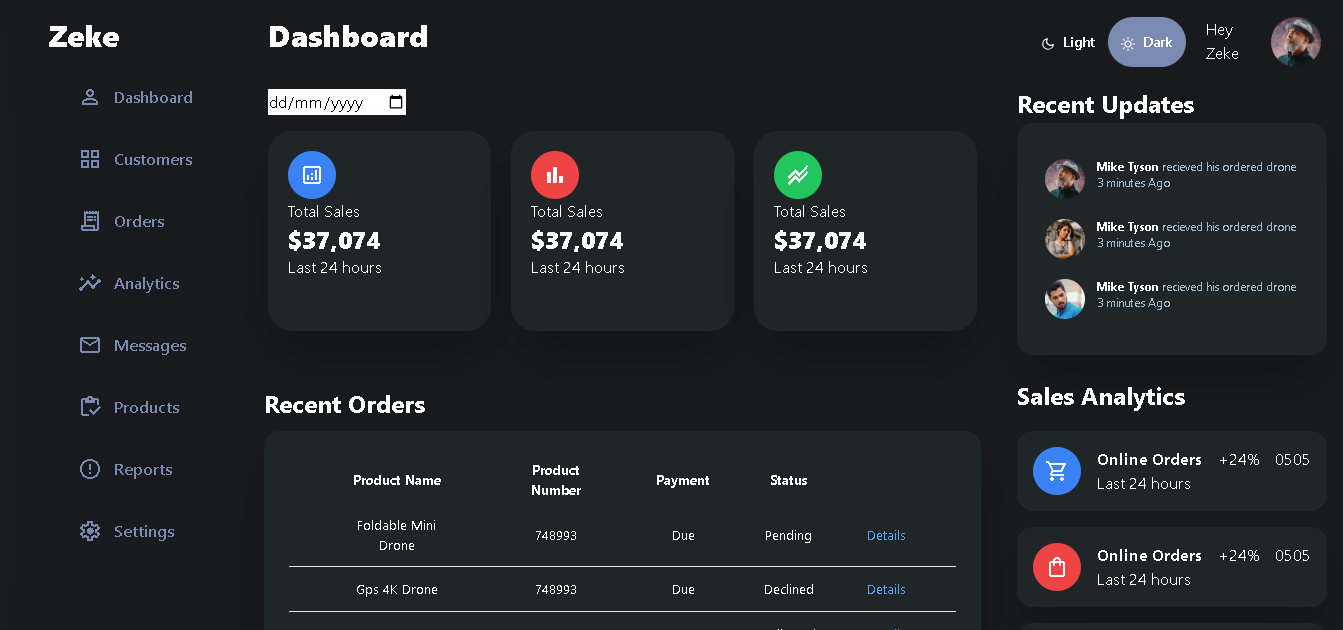 Zeke
Dashboard
Customers
Orders
Analytics
Messages
Products
Reports
Settings
Dashboard
dd/mm/yyyy
Total Sales
$37,074
Last 24 hours
Total Sales
$37,074
Last 24 hours
Total Sales
$37,074
Last 24 hours
Recent Orders
Product Name Product Number Payment Status
Foldable Mini Drone 748993 Due Pending Details
Gps 4K Drone 748993 Due Declined Details
Light Dark
Hey
Zeke
Recent Updates
Mike Tyson recieved his ordered drone
3 minutes Ago
Mike Tyson recieved his ordered drone
3 minutes Ago
Mike Tyson recieved his ordered drone
3 minutes Ago
Sales Analytics
Online Orders +24% 0505
Last 24 hours
Online Orders +24% 0505
Last 24 hours